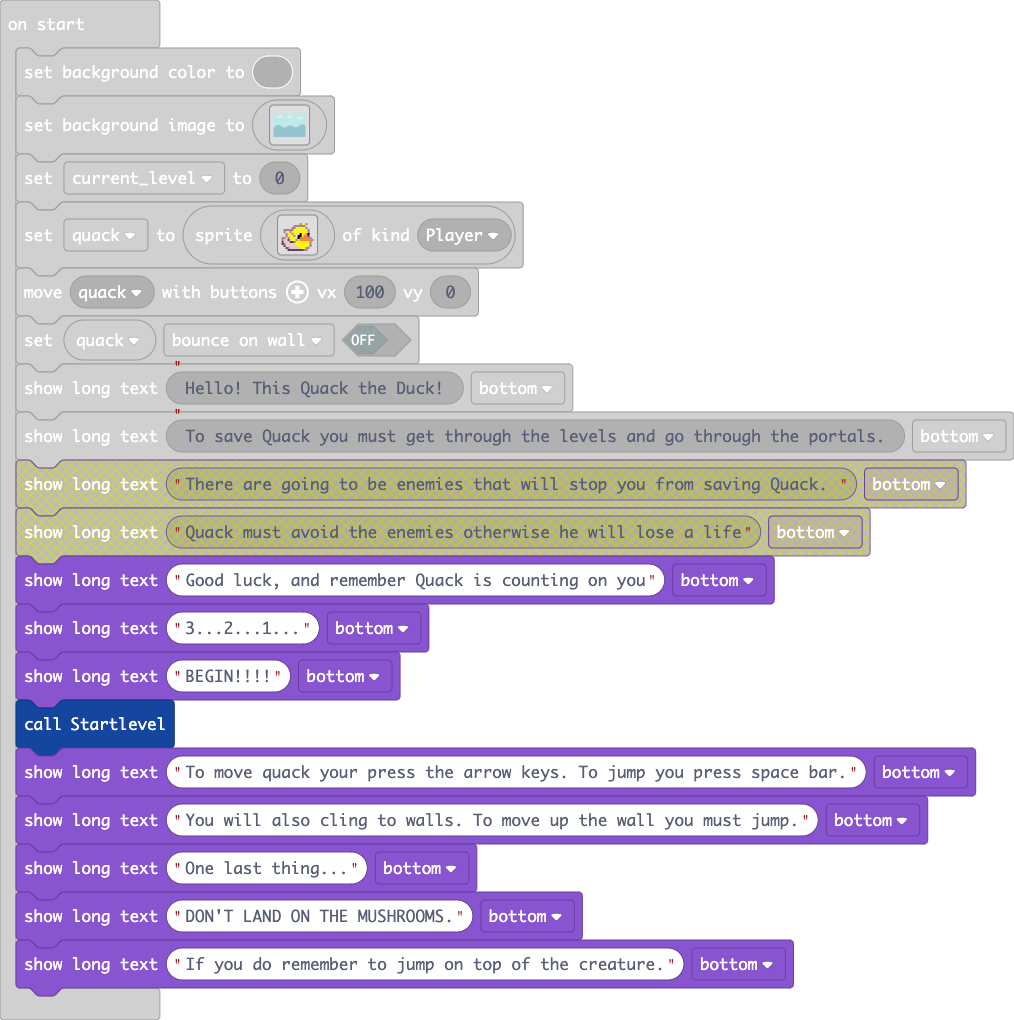 on start
set background color to
set background image to
set current_level to 0
set quack to sprite of kind Player
move quack with buttons + vx 100 vy 0
set quack bounce on wall OFF
show long text "Hello! This Quack the Duck! bottom
show long text "To save Quack you must get through the levels and go through the portals. bottom
show long text "There are going to be enemies that will stop you from saving Quack. " bottom
show long text "Quack must avoid the enemies otherwise he will lose a life" bottom
show long text "Good luck, and remember Quack is counting on you" bottom
show long text "3...2...1..." bottom
show long text "BEGIN!!!!" bottom
call Startlevel
show long text "To move quack your press the arrow keys. To jump you press space bar." bottom
show long text "You will also cling to walls. To move up the wall you must jump." bottom
show long text "One last thing..." bottom
show long text "DON'T LAND ON THE MUSHROOMS." bottom
show long text "If you do remember to jump on top of the creature." bottom